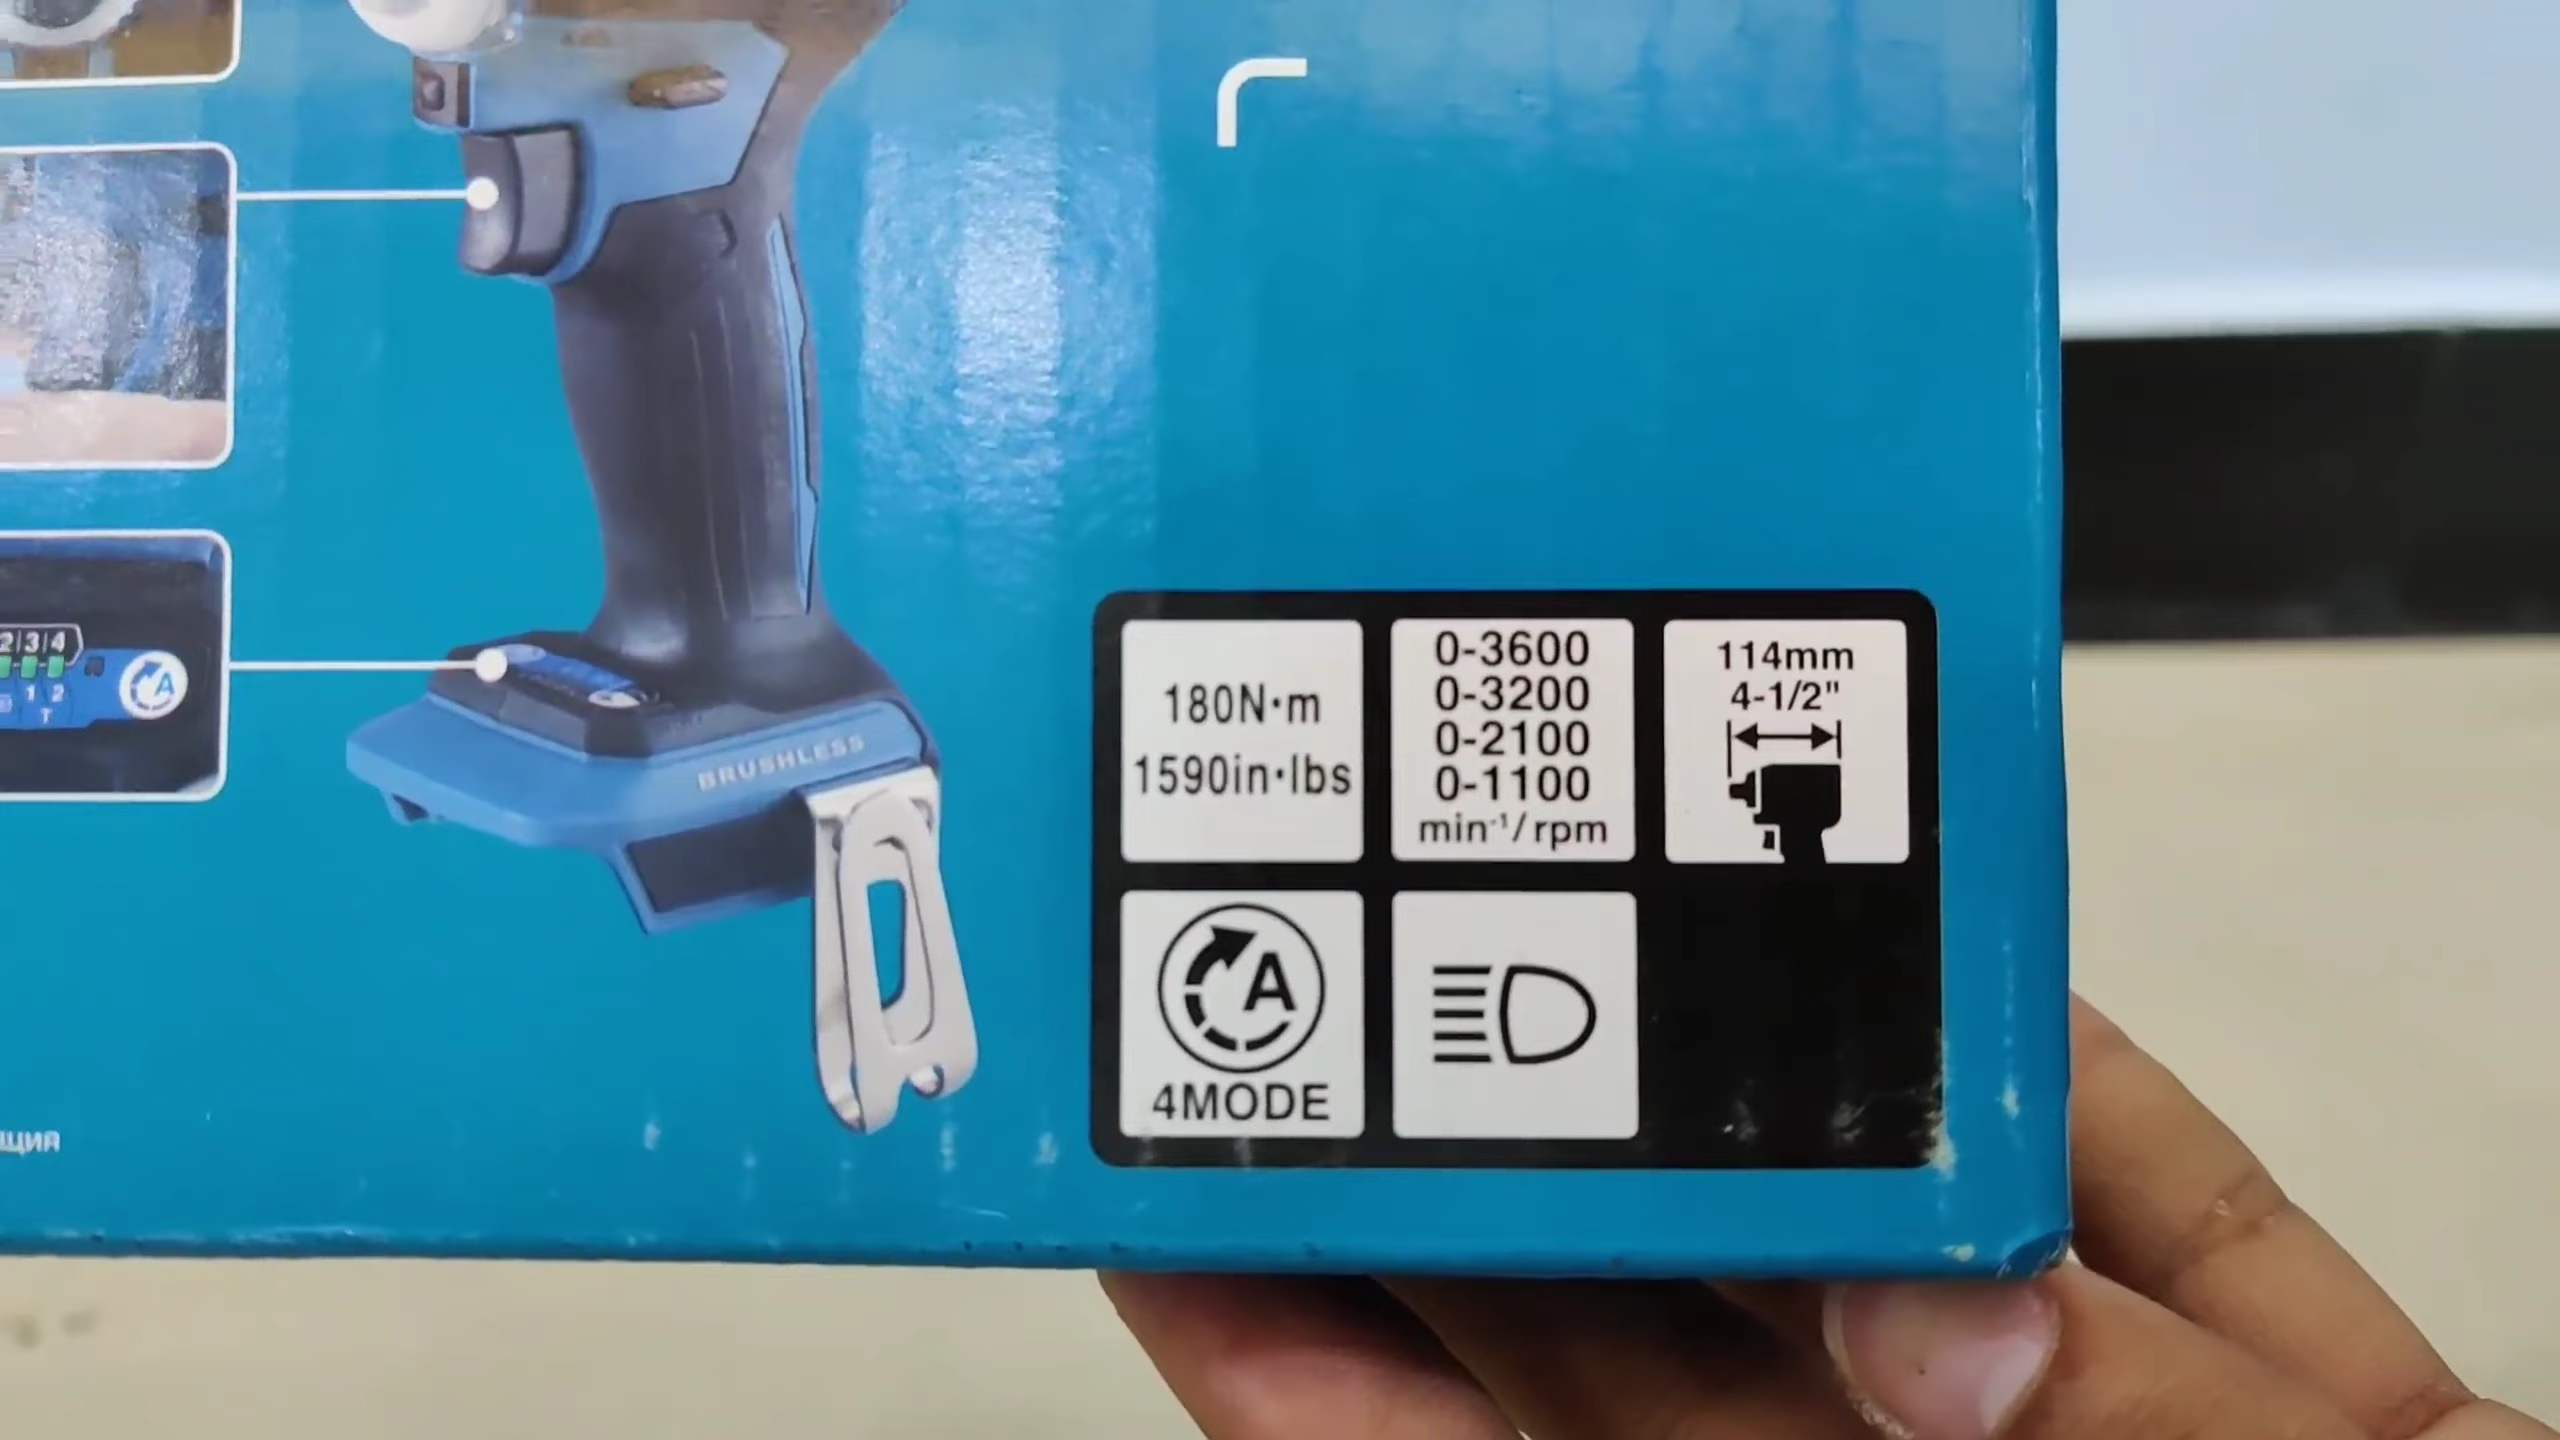 2|3|4
1 2
T
A
BRUSHLESS
щия
180N·m
1590in·lbs
0-3600
0-3200
0-2100
0-1100
min⁻¹/rpm
114mm
4-1/2"
A
4MODE